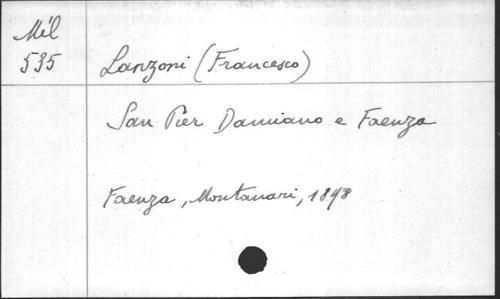 Mél
535
Lanzoni (Francesco)
San Pier Damiano e Faenza
Faenza, Montanari, 1898